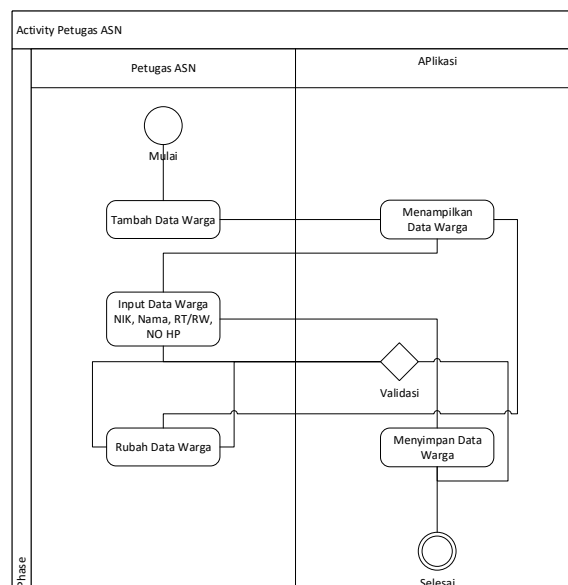 Activity Petugas ASN
Petugas ASN
APlikasi
Mulai
Tambah Data Warga
Menampilkan
Data Warga
Input Data Warga
NIK, Nama, RT/RW,
NO HP
Validasi
Rubah Data Warga
Menyimpan Data
Warga
Selesai
Phase